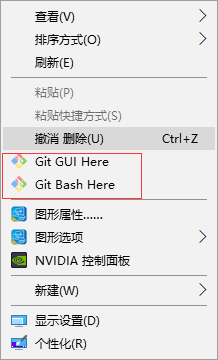 查看(V)
排序方式(O)
刷新(E)
粘贴(P)
粘贴快捷方式(S)
撤消 删除(U) Ctrl+Z
Git GUI Here
Git Bash Here
图形属性......
图形选项
NVIDIA 控制面板
新建(W)
显示设置(D)
个性化(R)